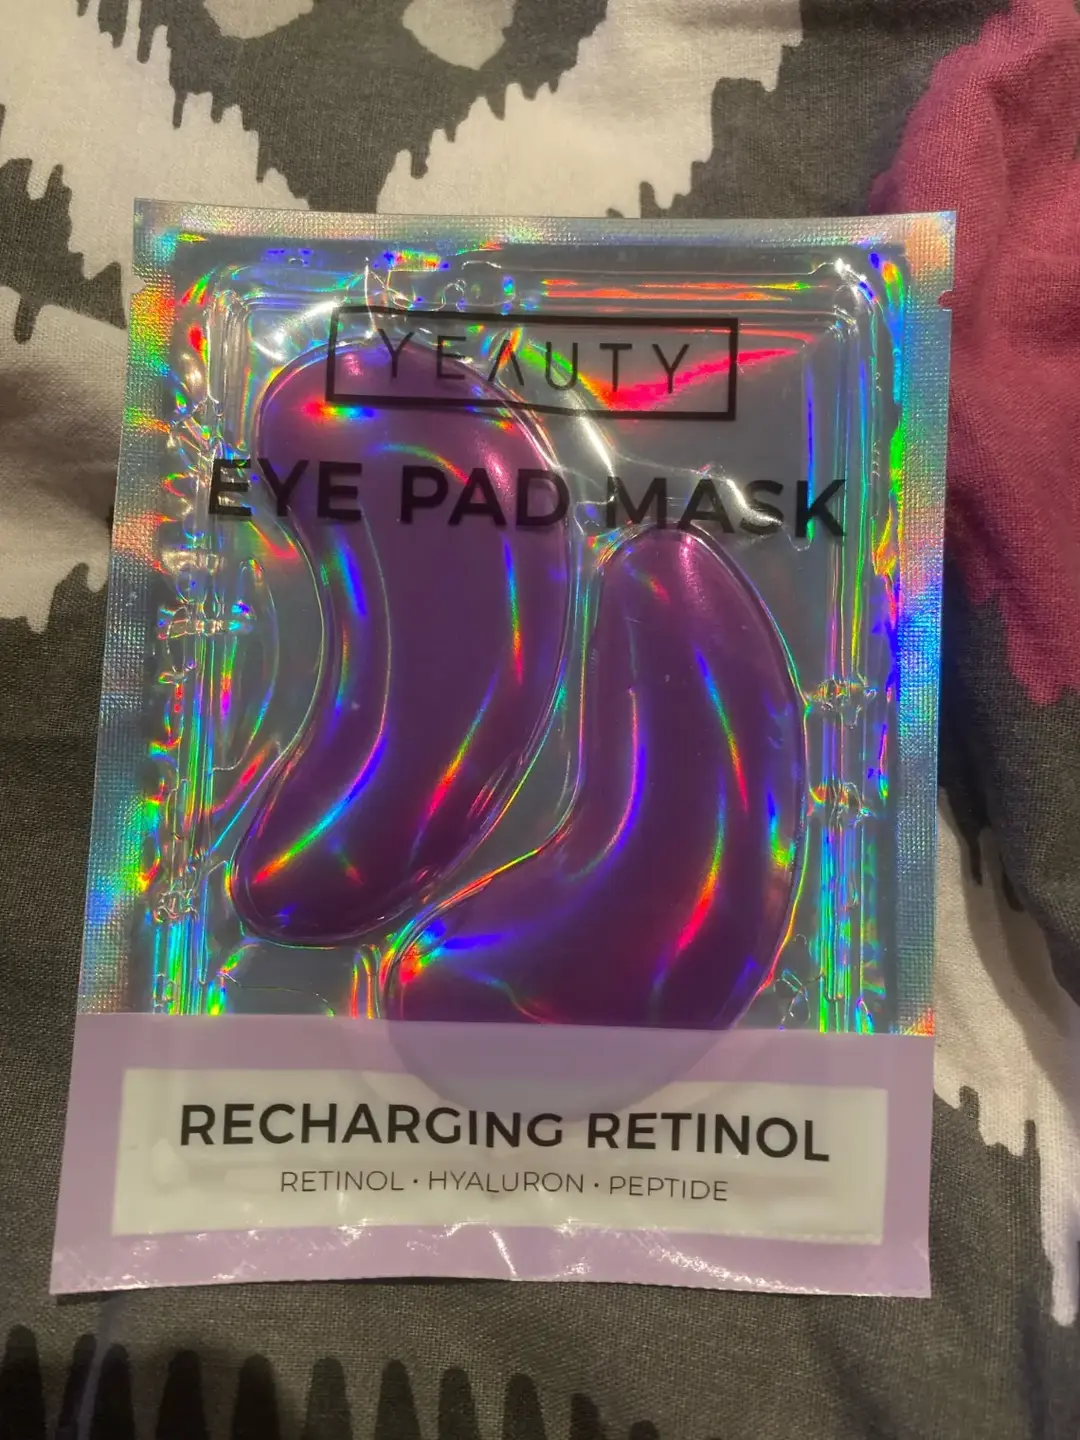 YEAUTY
EYE PAD MASK
RECHARGING RETINOL
RETINOL · HYALURON · PEPTIDE